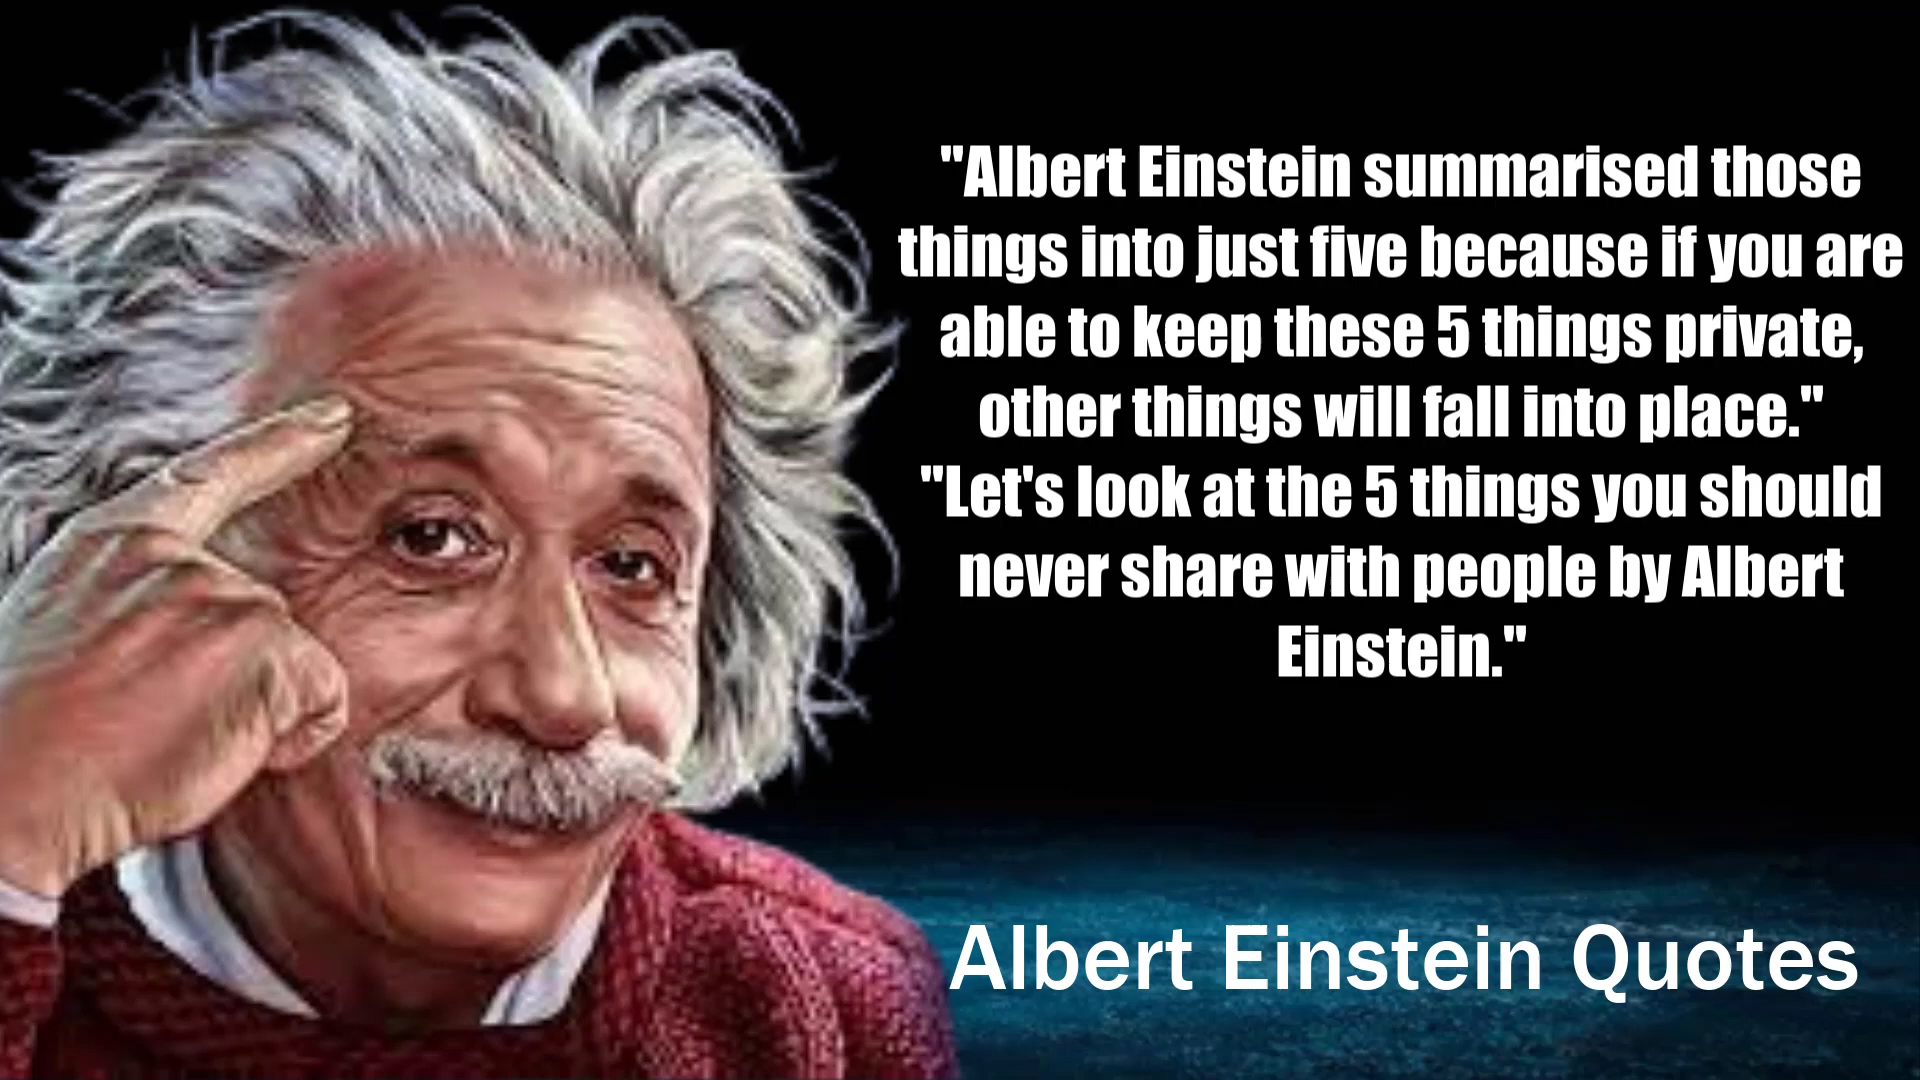 "Albert Einstein summarised those
things into just five because if you are
able to keep these 5 things private,
other things will fall into place."
"Let's look at the 5 things you should
never share with people by Albert
Einstein."
Albert Einstein Quotes